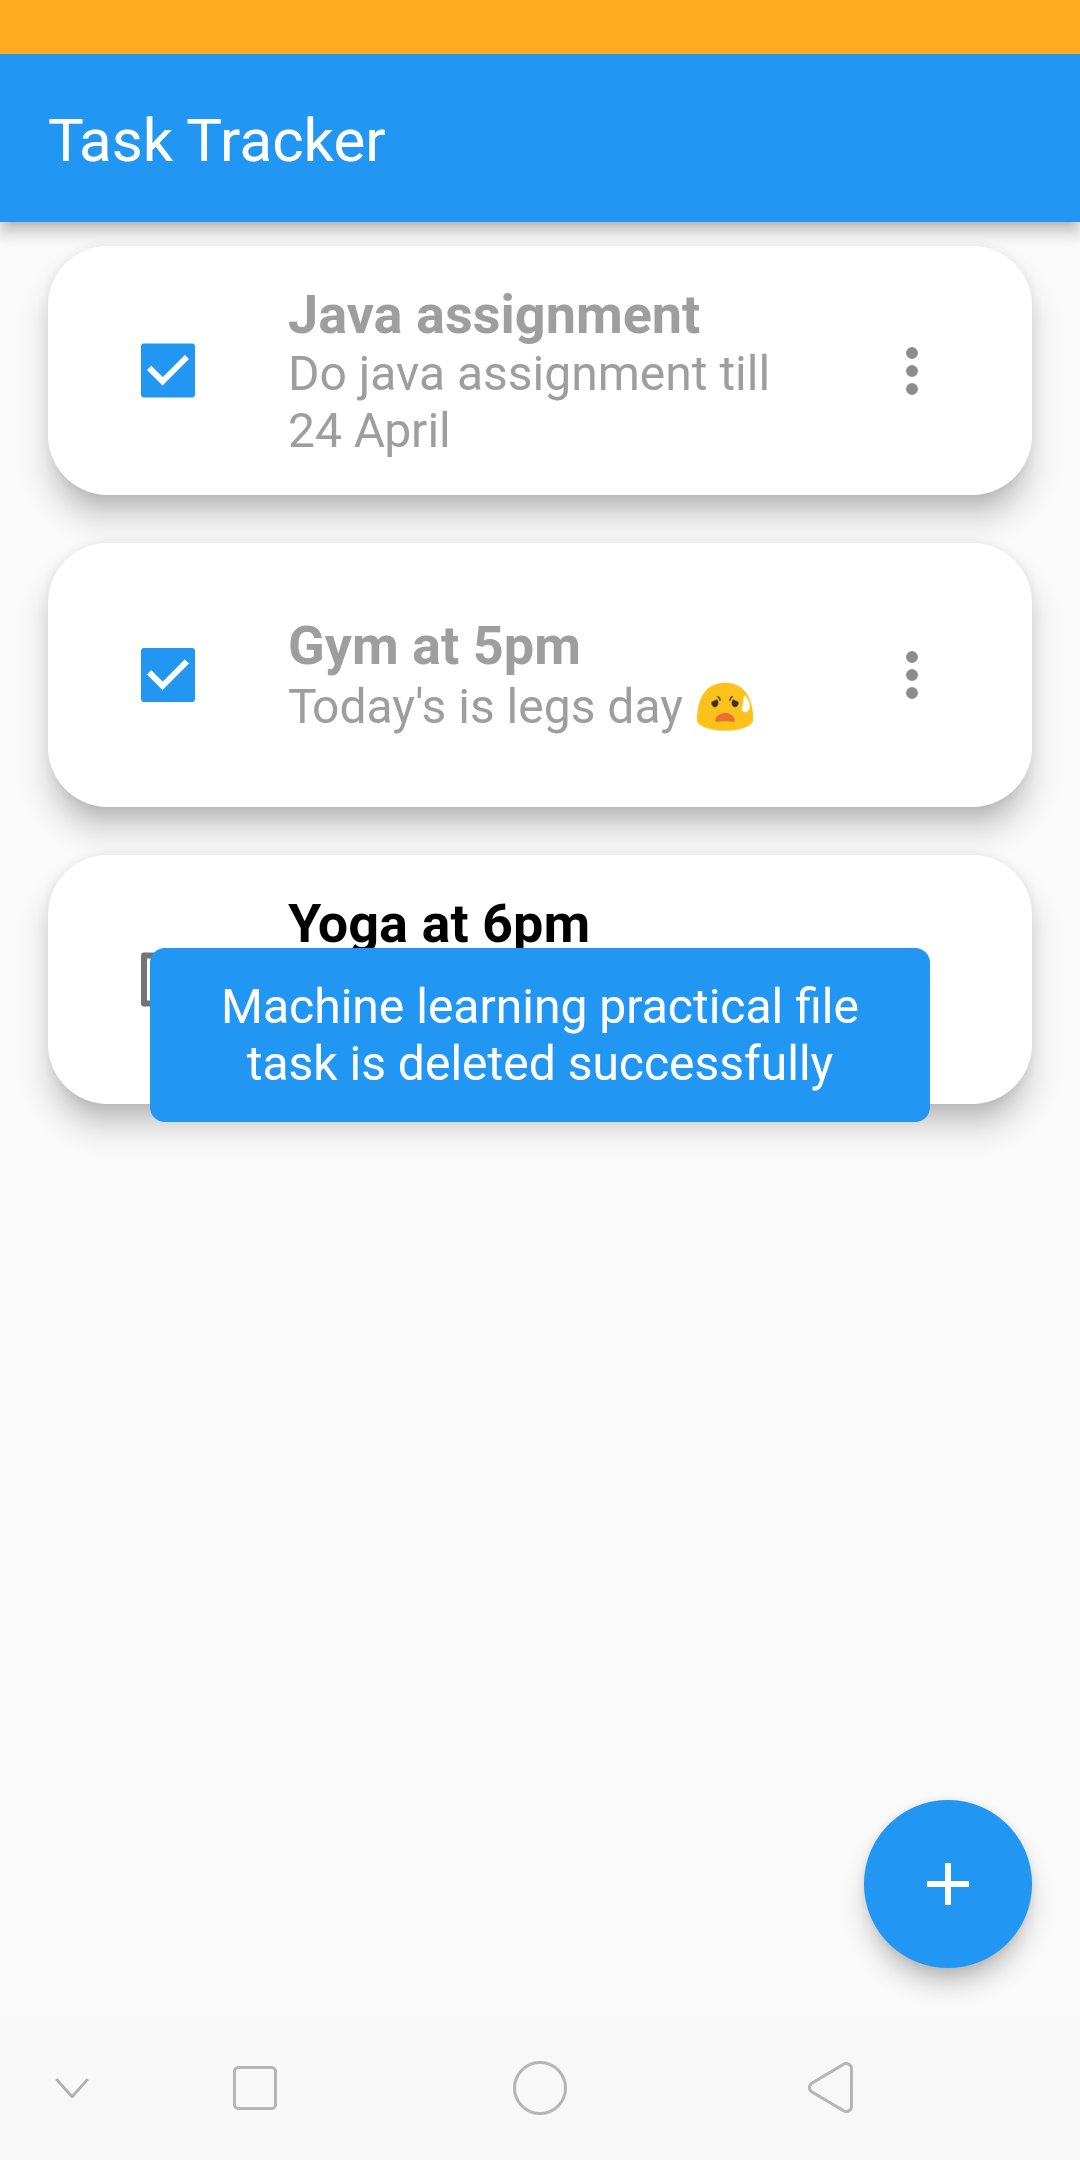 Task Tracker
Java assignment
Do java assignment till
24 April
Gym at 5pm
Today's is legs day 😧
Yoga at 6pm
Machine learning practical file
task is deleted successfully